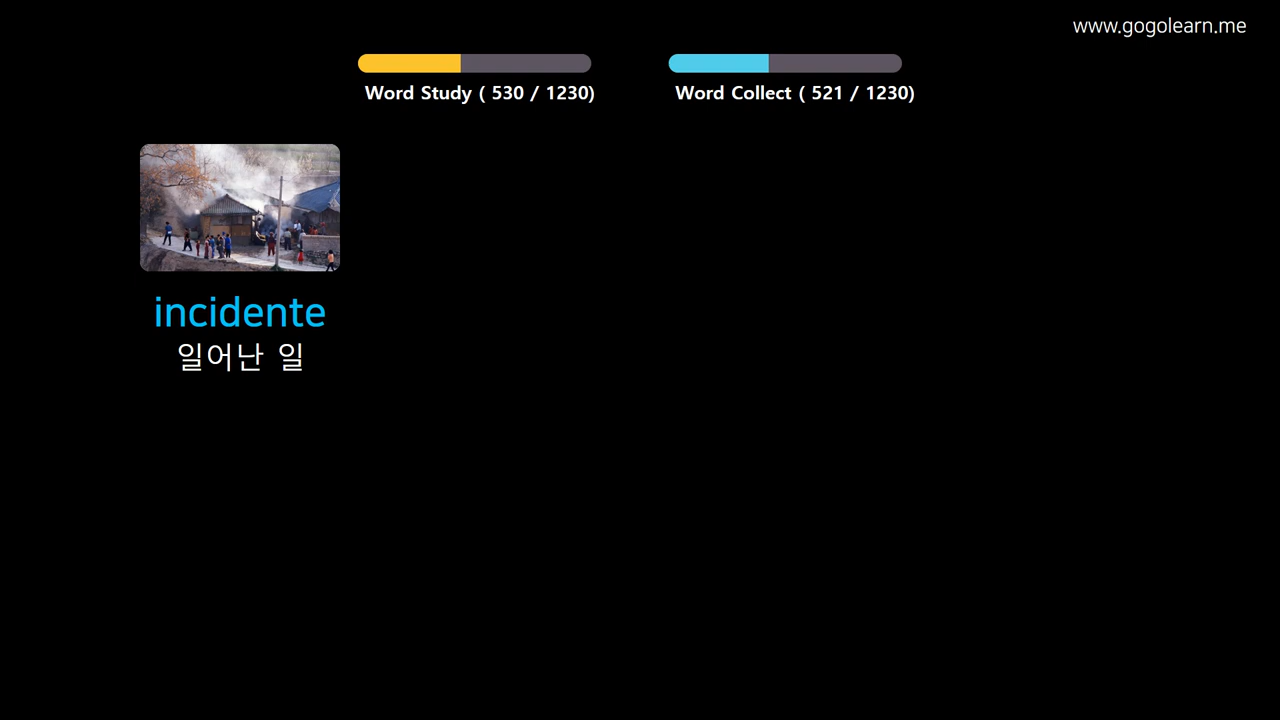 www.gogolearn.me
Word Study ( 530 / 1230)
Word Collect ( 521 / 1230)
incidente
일어난 일